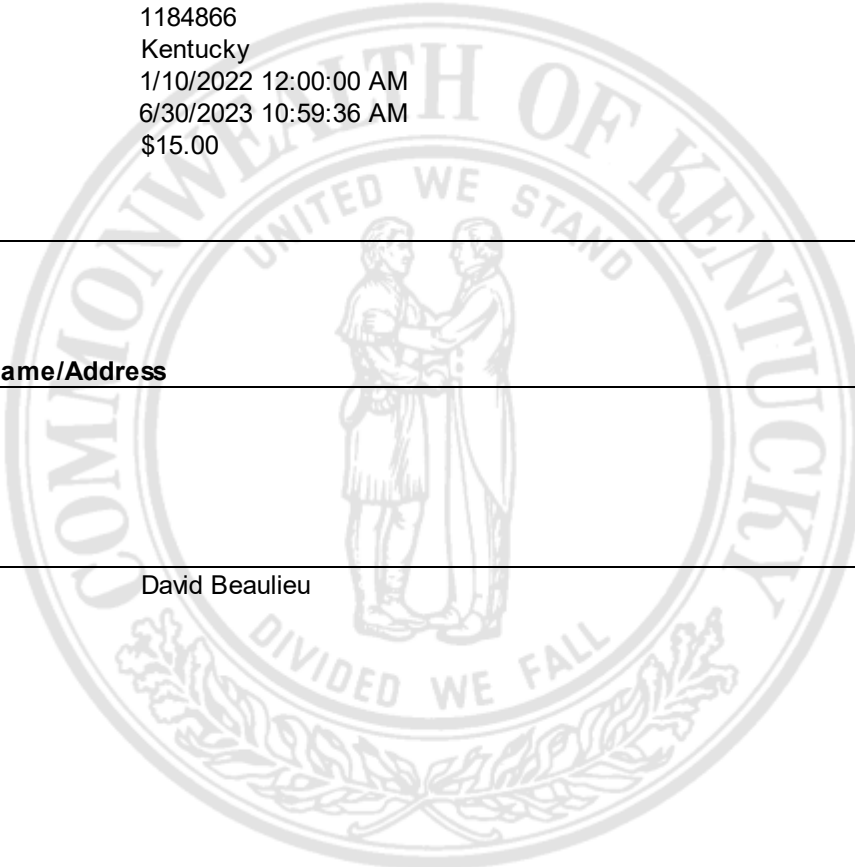 1184866
Kentucky
1/10/2022 12:00:00 AM
6/30/2023 10:59:36 AM
$15.00
COMMONWEALTH OF KENTUCKY
UNITED WE STAND
ame/Address
David Beaulieu
DIVIDED WE FALL